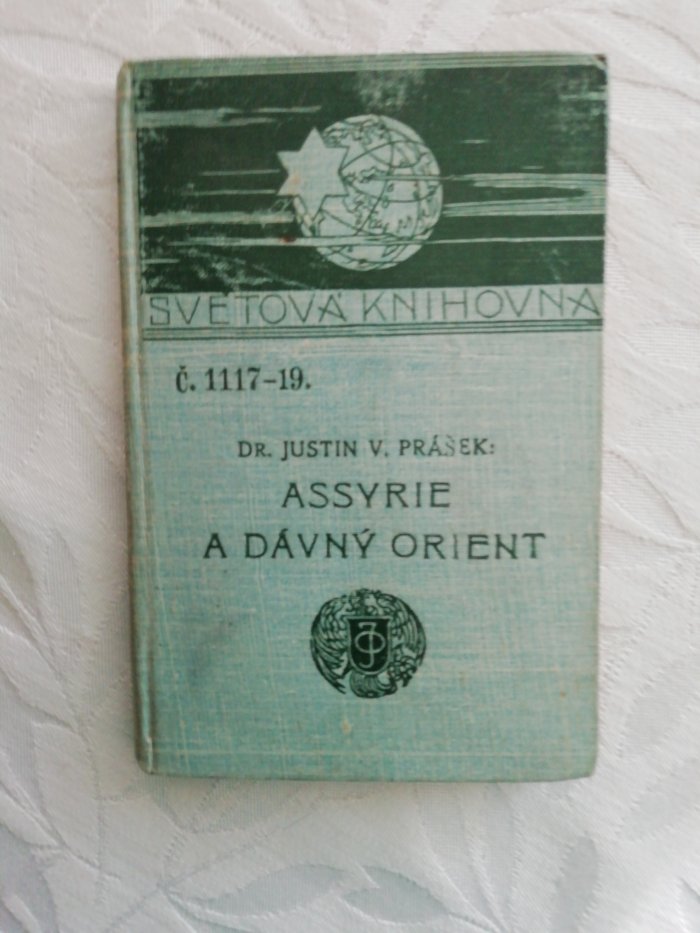 SVĚTOVÁ KNIHOVNA
Č. 1117-19.
DR. JUSTIN V. PRÁŠEK:
ASSYRIE
A DÁVNÝ ORIENT